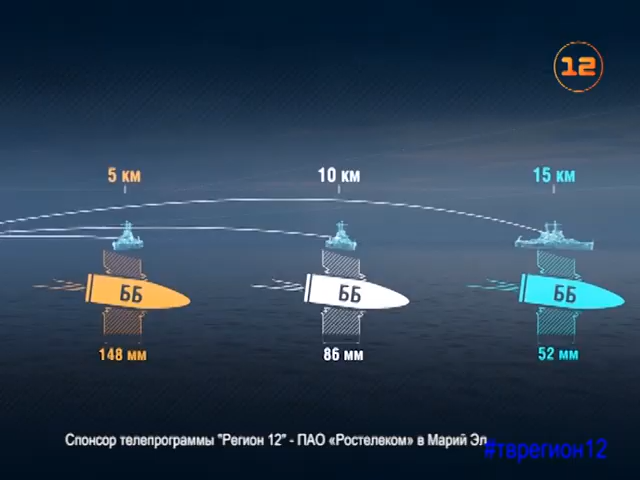 12
5 км 10 км 15 км
ББ ББ ББ
148 мм 86 мм 52 мм
Спонсор телепрограммы "Регион 12" - ПАО «Ростелеком» в Марий Эл
#тврегион12